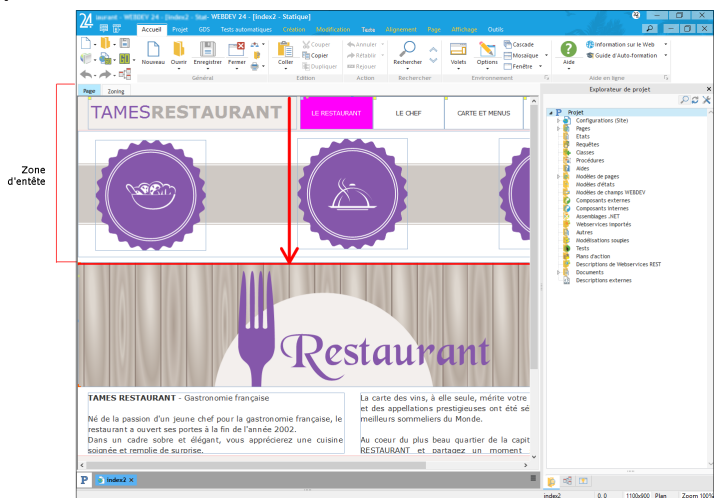 WEBDEV 24 - [index2 - Statique]
Accueil Projet GDS Tests automatiques Création Modification Texte Alignement Page Affichage Outils
Nouveau Ouvrir Enregistrer Fermer
Général
Coller
Couper
Copier
Dupliquer
Edition
Annuler
Rétablir
Rejouer
Action
Rechercher
Rechercher
Volets Options
Cascade
Mosaïque
Fenêtre
Environnement
Aide
Information sur le Web
Guide d'Auto-formation
Aide en ligne
Page Zoning
Zone
d'entête
TAMESRESTAURANT
LE RESTAURANT LE CHEF CARTE ET MENUS
Restaurant
TAMES RESTAURANT - Gastronomie française
Né de la passion d'un jeune chef pour la gastronomie française, le
restaurant a ouvert ses portes à la fin de l'année 2002.
Dans un cadre sobre et élégant, vous apprécierez une cuisine
soignée et remplie de surprise.
La carte des vins, à elle seule, mérite votre
et des appellations prestigieuses ont été sé
meilleurs sommeliers du Monde.
Au coeur du plus beau quartier de la capit
RESTAURANT et partagez un moment
Explorateur de projet
Projet
Configurations (Site)
Pages
Etats
Requêtes
Classes
Procédures
Aides
Modèles de pages
Modèles d'états
Modèles de champs WEBDEV
Composants externes
Composants internes
Assemblages .NET
Webservices importés
Autres
Modélisations souples
Tests
Plans d'action
Descriptions de Webservices REST
Documents
Descriptions externes
index2
index2 0, 0 1100x900 Plan Zoom 100%